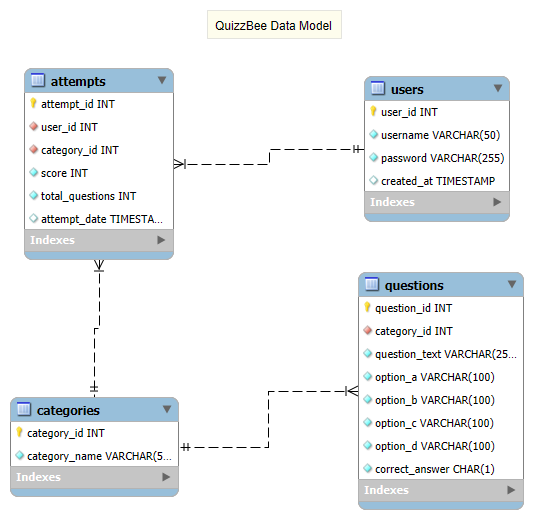 QuizzBee Data Model
attempts
attempt_id INT
user_id INT
category_id INT
score INT
total_questions INT
attempt_date TIMESTA...
Indexes
users
user_id INT
username VARCHAR(50)
password VARCHAR(255)
created_at TIMESTAMP
Indexes
categories
category_id INT
category_name VARCHAR(5...
Indexes
questions
question_id INT
category_id INT
question_text VARCHAR(25...
option_a VARCHAR(100)
option_b VARCHAR(100)
option_c VARCHAR(100)
option_d VARCHAR(100)
correct_answer CHAR(1)
Indexes